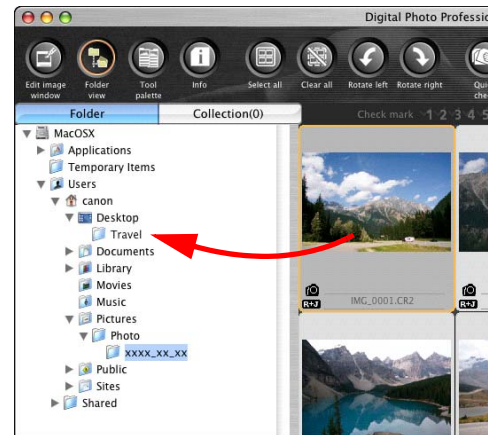 Digital Photo Profess
Edit image window
Folder view
Tool palette
Info
Select all
Clear all
Rotate left
Rotate right
Folder
Collection(0)
Check mark 1 2 3 4 5
MacOSX
Applications
Temporary Items
Users
canon
Desktop
Travel
Documents
Library
Movies
Music
Pictures
Photo
xxxx_xx_xx
Public
Sites
Shared
R+J
IMG_0001.CR2
R+J